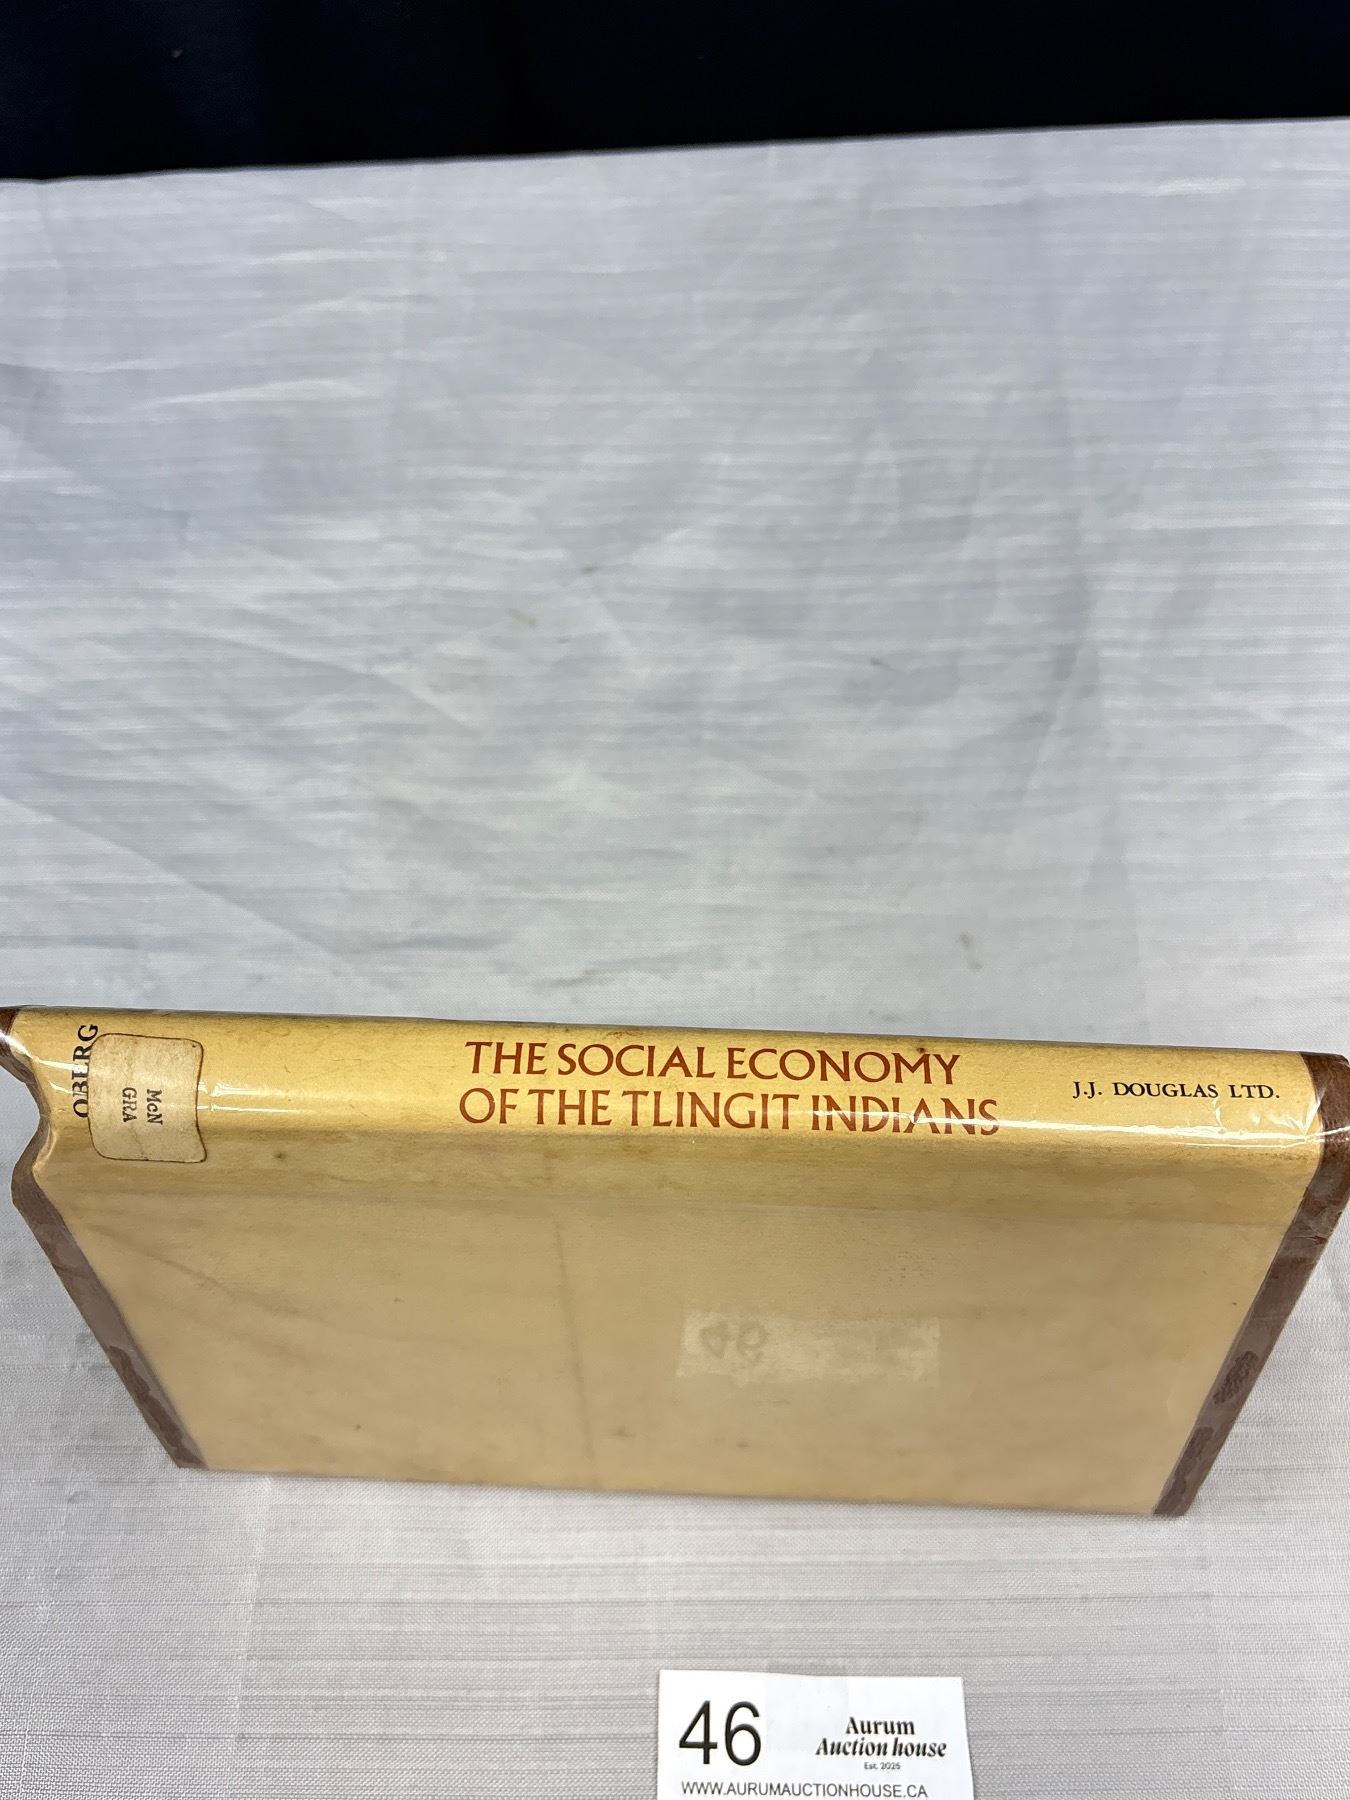 OBERG
McN
GRA
THE SOCIAL ECONOMY
OF THE TLINGIT INDIANS
J.J. DOUGLAS LTD.
46
46
Aurum
Auction house
Est. 2025
WWW.AURUMAUCTIONHOUSE.CA